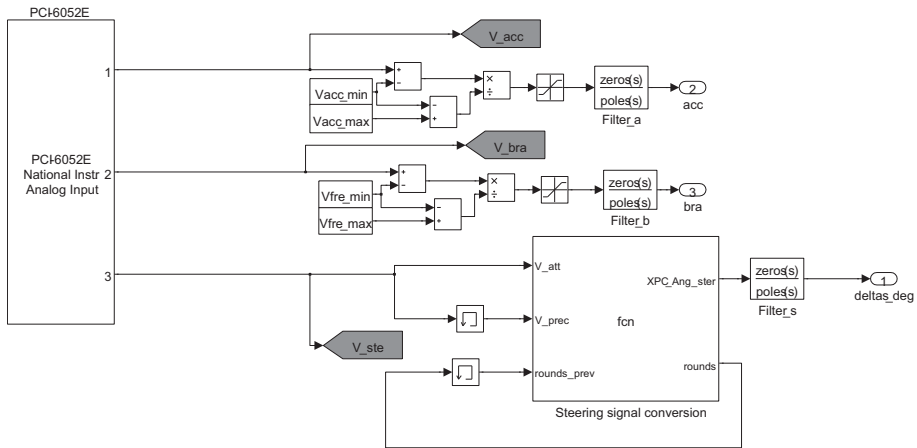 PCI-6052E
V_acc
1
+
−
×
÷
Vacc_min
Vacc_max
−
+
zeros(s)
poles(s)
Filter_a
2
acc
PCI-6052E
National Instr
Analog Input
2
V_bra
+
−
×
÷
Vfre_min
Vfre_max
−
+
zeros(s)
poles(s)
Filter_b
3
bra
3
V_att
V_prec
rounds_prev
fcn
XPC_Ang_ster
rounds
Steering signal conversion
zeros(s)
poles(s)
Filter_s
1
deltas_deg
V_ste